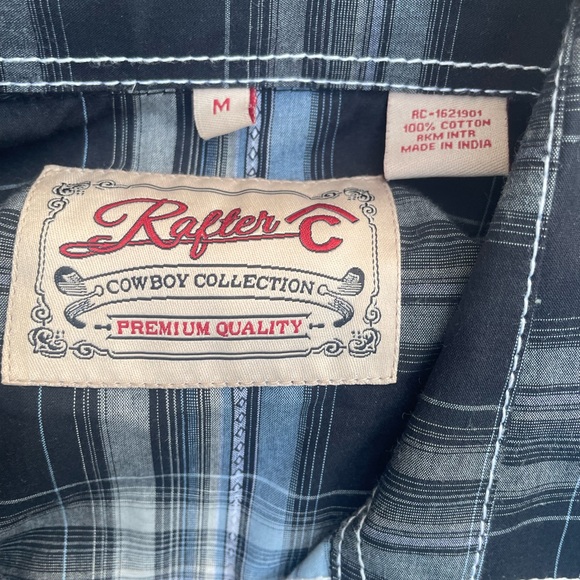 M
RC-1621901
100% COTTON
RKM INTR
MADE IN INDIA
Rafter C
COWBOY COLLECTION
PREMIUM QUALITY